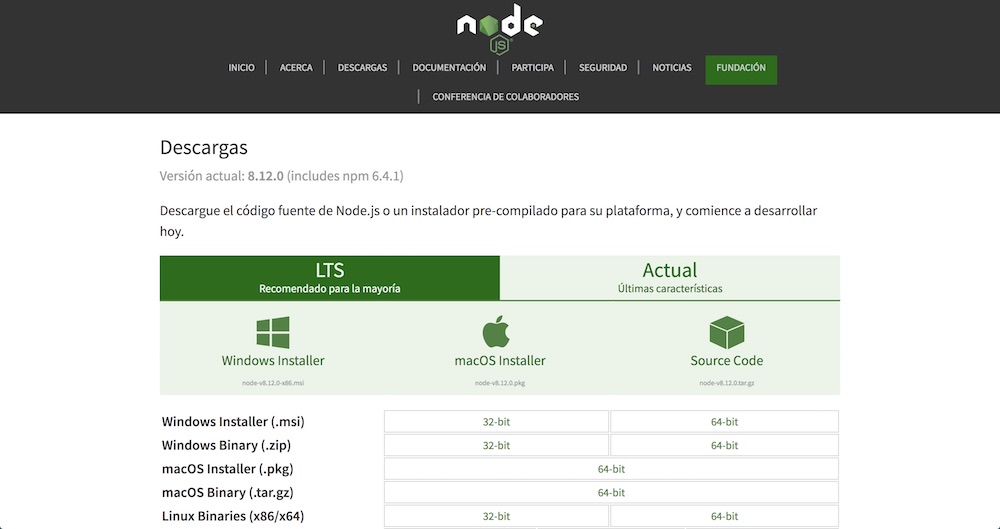 node
JS
INICIO | ACERCA | DESCARGAS | DOCUMENTACIÓN | PARTICIPA | SEGURIDAD | NOTICIAS FUNDACIÓN
| CONFERENCIA DE COLABORADORES
Descargas
Versión actual: 8.12.0 (includes npm 6.4.1)
Descargue el código fuente de Node.js o un instalador pre-compilado para su plataforma, y comience a desarrollar
hoy.
LTS
Recomendado para la mayoría
Actual
Últimas características
Windows Installer
node-v8.12.0-x86.msi
macOS Installer
node-v8.12.0.pkg
Source Code
node-v8.12.0.tar.gz
Windows Installer (.msi) 32-bit 64-bit
Windows Binary (.zip) 32-bit 64-bit
macOS Installer (.pkg) 64-bit
macOS Binary (.tar.gz) 64-bit
Linux Binaries (x86/x64) 32-bit 64-bit